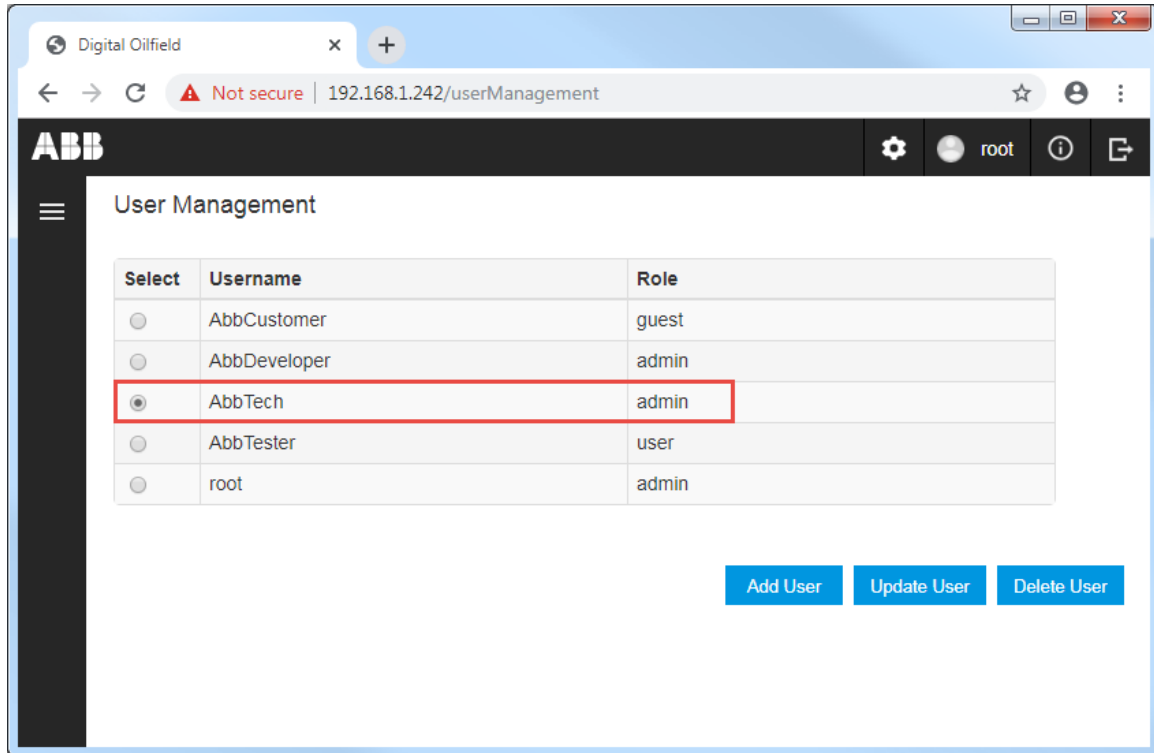 Digital Oilfield
Not secure | 192.168.1.242/userManagement
ABB root
User Management
Select Username Role
AbbCustomer guest
AbbDeveloper admin
AbbTech admin
AbbTester user
root admin
Add User Update User Delete User